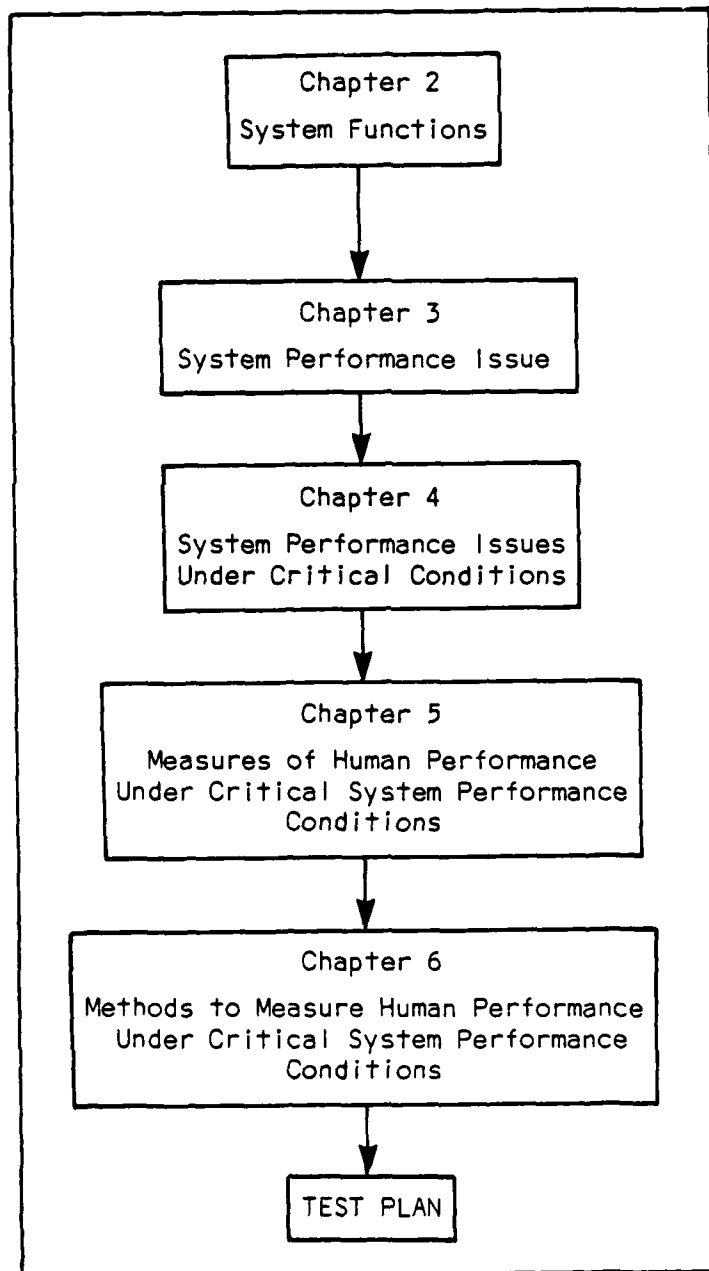 Chapter 2
System Functions
Chapter 3
System Performance Issue
Chapter 4
System Performance Issues
Under Critical Conditions
Chapter 5
Measures of Human Performance
Under Critical System Performance
Conditions
Chapter 6
Methods to Measure Human Performance
Under Critical System Performance
Conditions
TEST PLAN